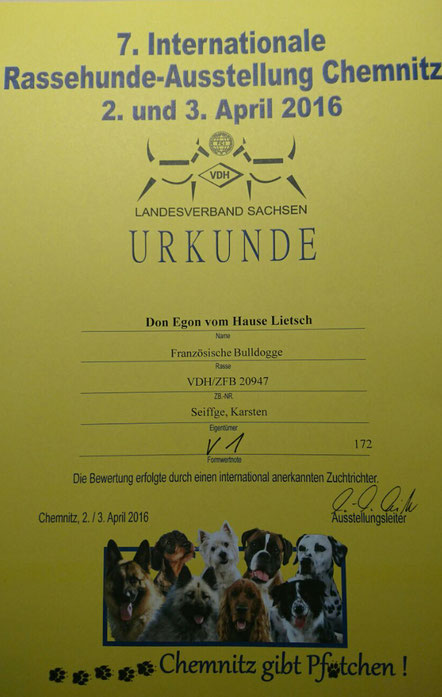 7. Internationale
Rassehunde-Ausstellung Chemnitz
2. und 3. April 2016
FCI
VDH
LANDESVERBAND SACHSEN
URKUNDE
Don Egon vom Hause Lietsch
Name
Französische Bulldogge
Rasse
VDH/ZFB 20947
ZB.-NR.
Seiffge, Karsten
Eigentümer
V 1 172
Formwertnote
Die Bewertung erfolgte durch einen international anerkannten Zuchtrichter.
Chemnitz, 2. / 3. April 2016 Ausstellungsleiter
Chemnitz gibt Pfötchen !